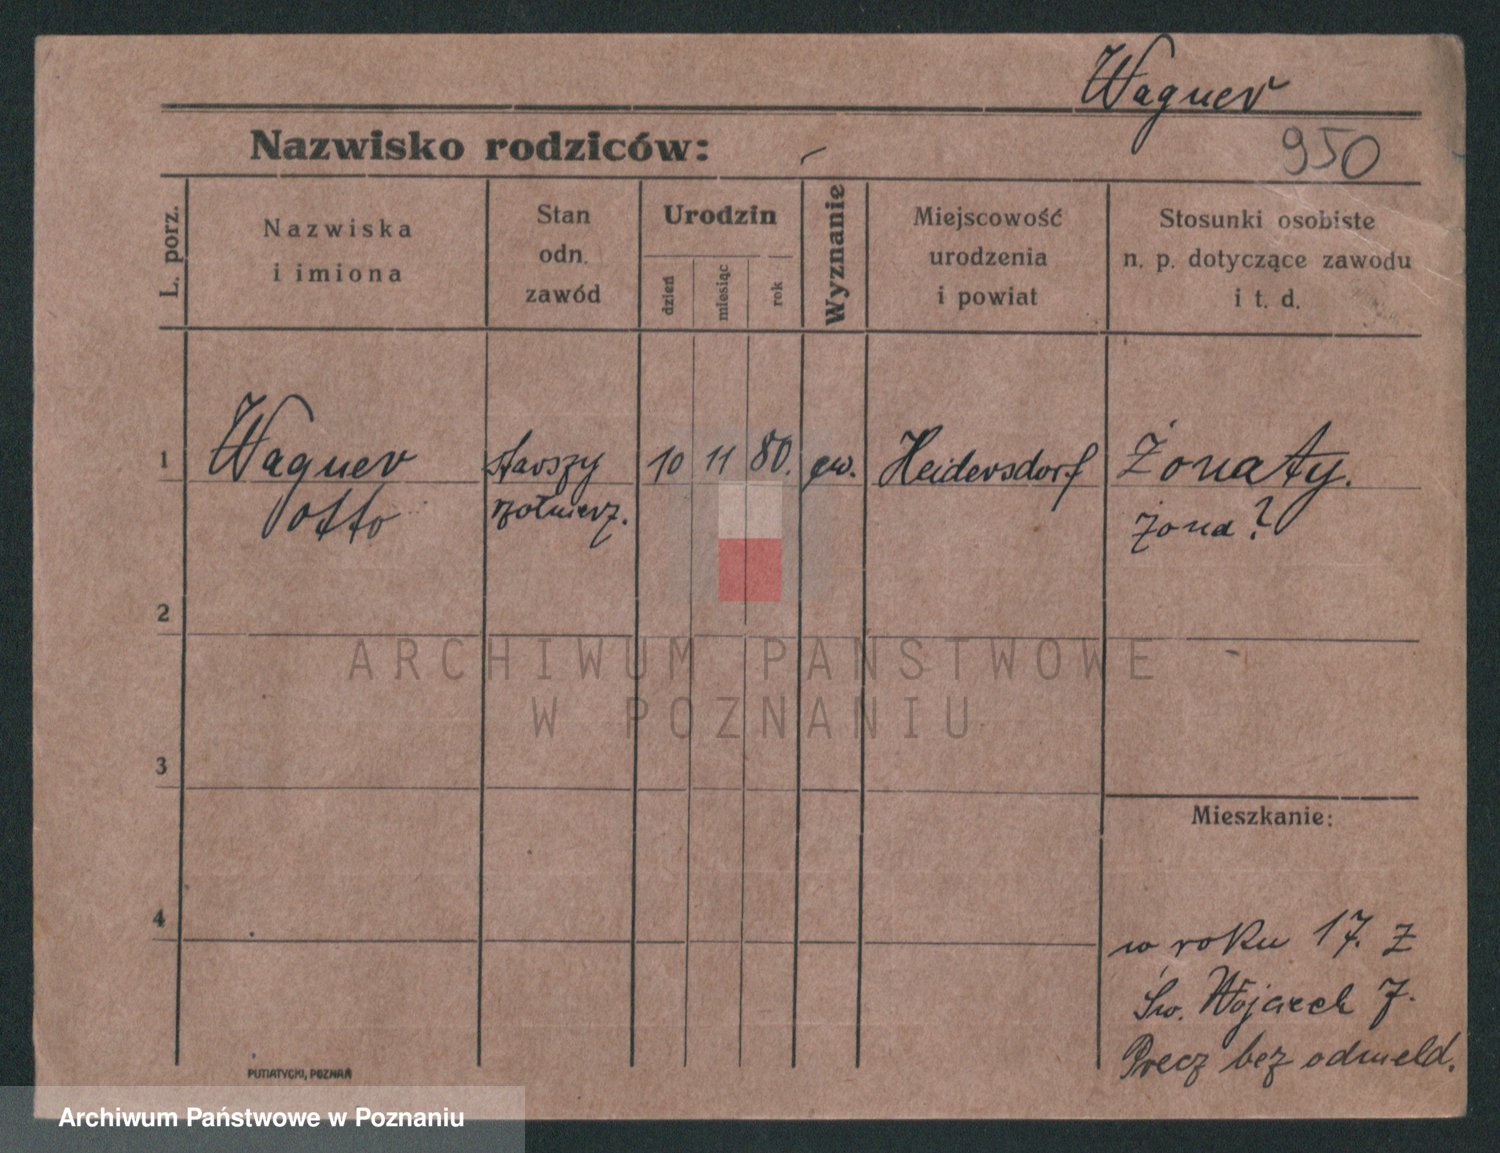 Wagner
Nazwisko rodziców: –
950
L. porz.
Nazwiska
i imiona
Stan
odn.
zawód
Urodzin
dzień
miesiąc
rok
Wyznanie
Miejscowość
urodzenia
i powiat
Stosunki osobiste
n. p. dotyczące zawodu
i t. d.
1
Wagner
Otto
starszy
żołnierz.
10
11
80.
ew.
Heidersdorf
Żonaty.
żona?
2
ARCHIWUM PAŃSTWOWE
W POZNANIU
3
Mieszkanie:
4
w roku 17. z
Św. Wojciech 7.
Precz bez odmeld.
PUTIATYCKI, POZNAŃ
Archiwum Państwowe w Poznaniu